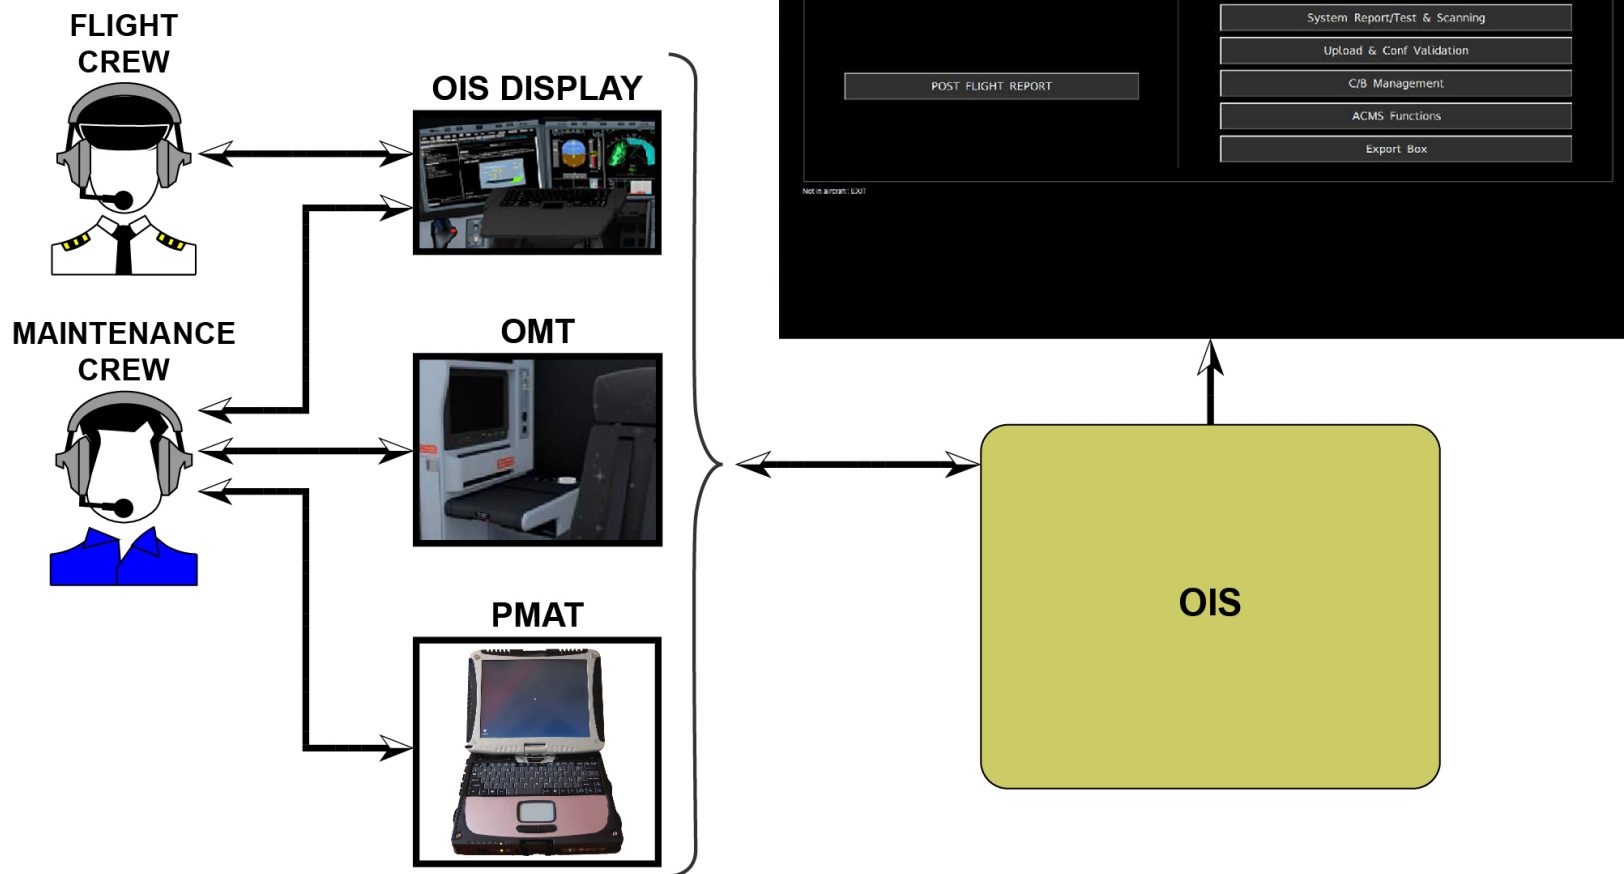 FLIGHT
CREW
OIS DISPLAY
MAINTENANCE
CREW
OMT
PMAT
POST FLIGHT REPORT
System Report/Test & Scanning
Upload & Conf Validation
C/B Management
ACMS Functions
Export Box
Not in aircraft : EXIT
OIS